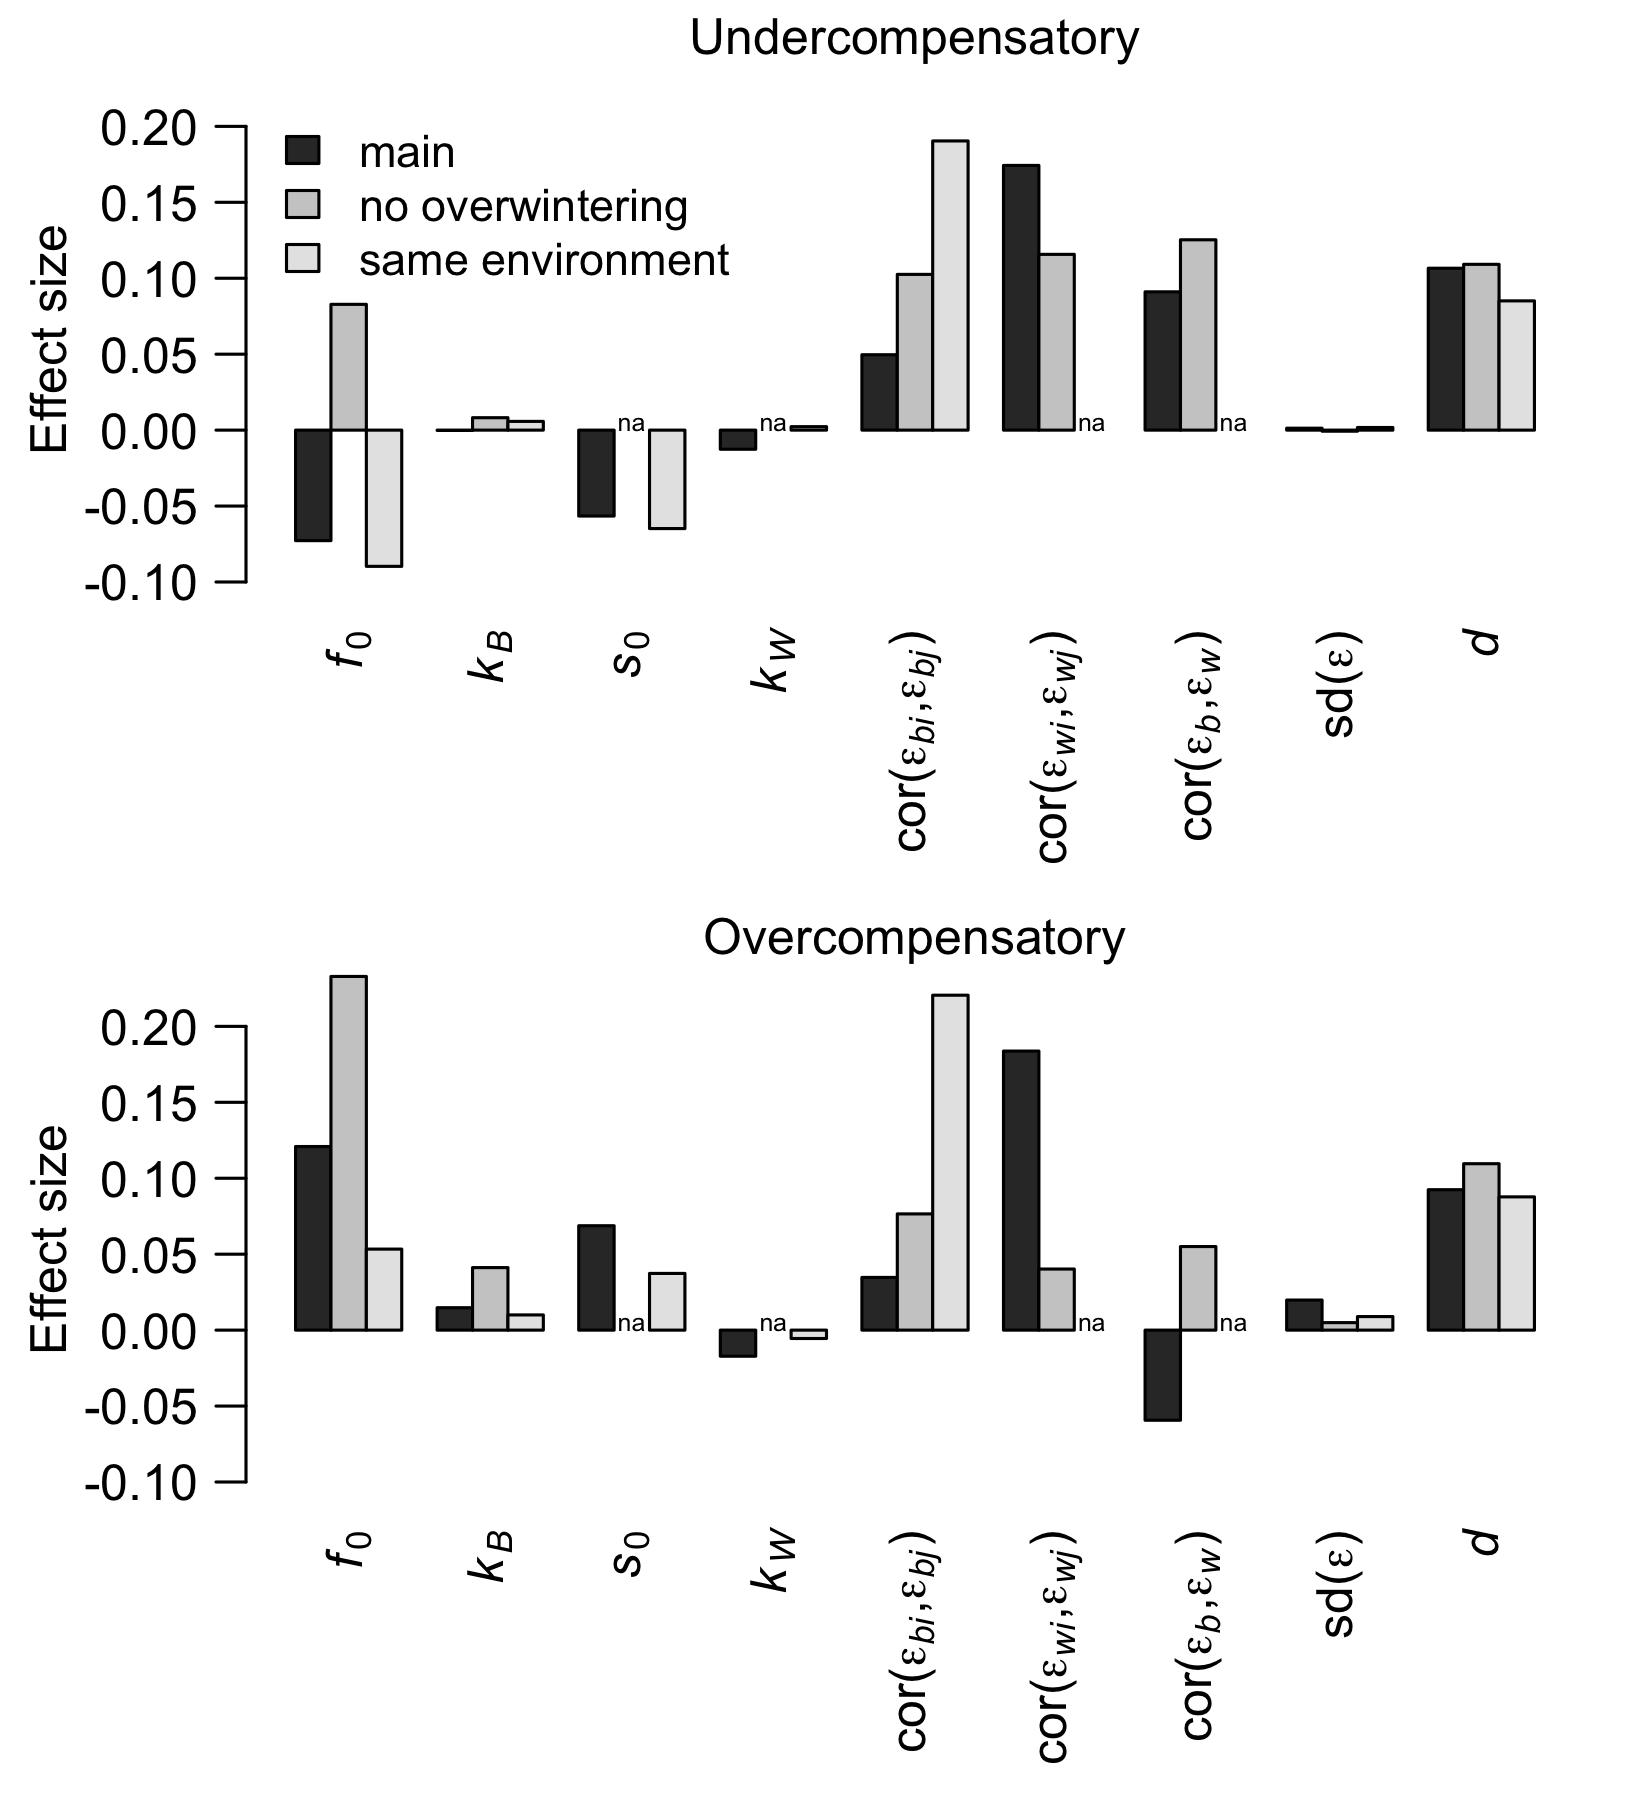 Undercompensatory
0.20
0.15
0.10
0.05
0.00
-0.05
-0.10
Effect size
main
no overwintering
same environment
na na na na
f0 kB s0 kW cor(εbi,εbj) cor(εwi,εwj) cor(εb,εw) sd(ε) d
Overcompensatory
0.20
0.15
0.10
0.05
0.00
-0.05
-0.10
Effect size
na na na na
f0 kB s0 kW cor(εbi,εbj) cor(εwi,εwj) cor(εb,εw) sd(ε) d